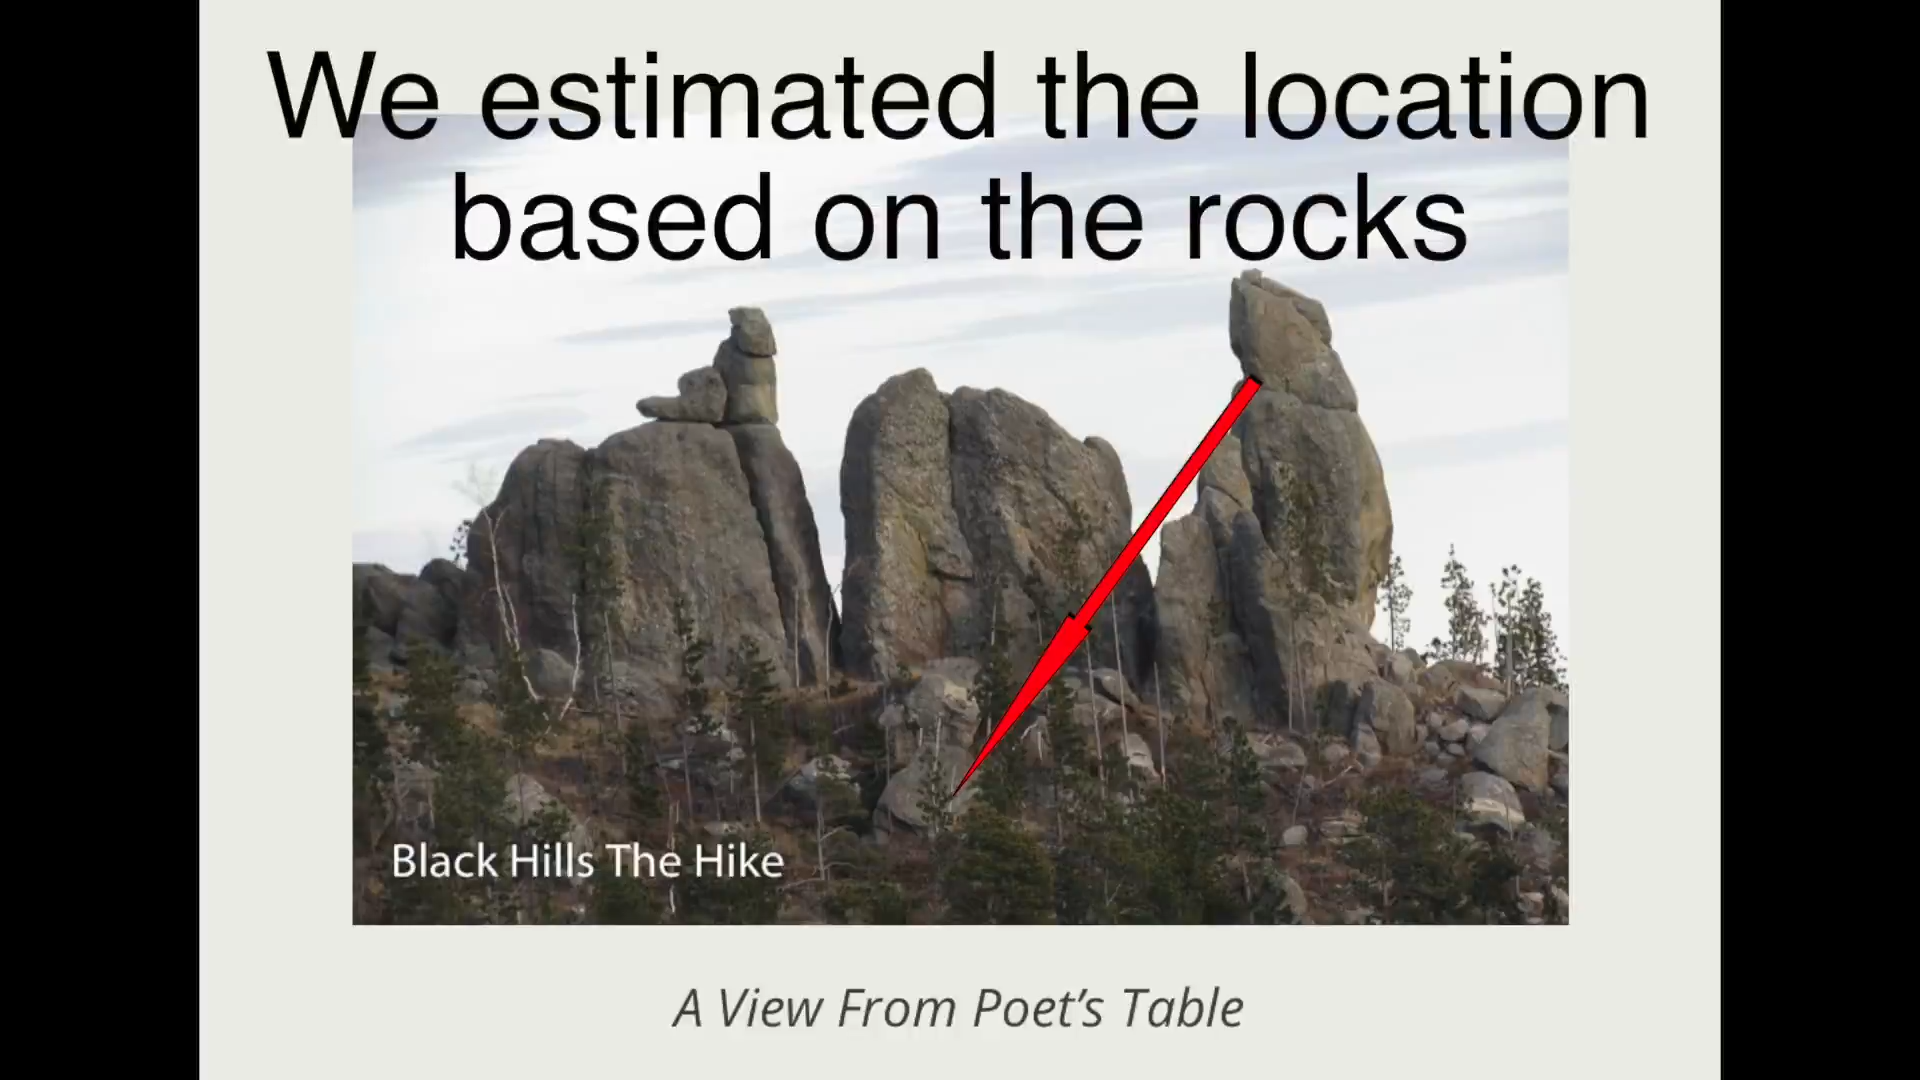 We estimated the location
based on the rocks
Black Hills The Hike
A View From Poet's Table